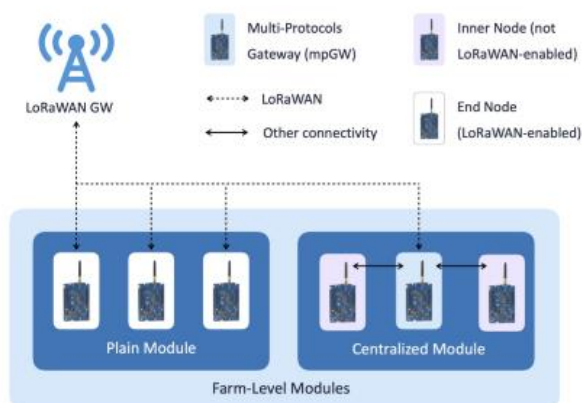 Multi-Protocols
Gateway (mpGW)
Inner Node (not
LoRaWAN-enabled)
LoRaWAN GW
LoRaWAN
Other connectivity
End Node
(LoRaWAN-enabled)
Plain Module
Centralized Module
Farm-Level Modules